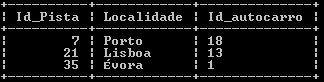 Id_Pista Localidade Id_autocarro
7 Porto 18
21 Lisboa 13
35 Évora 1